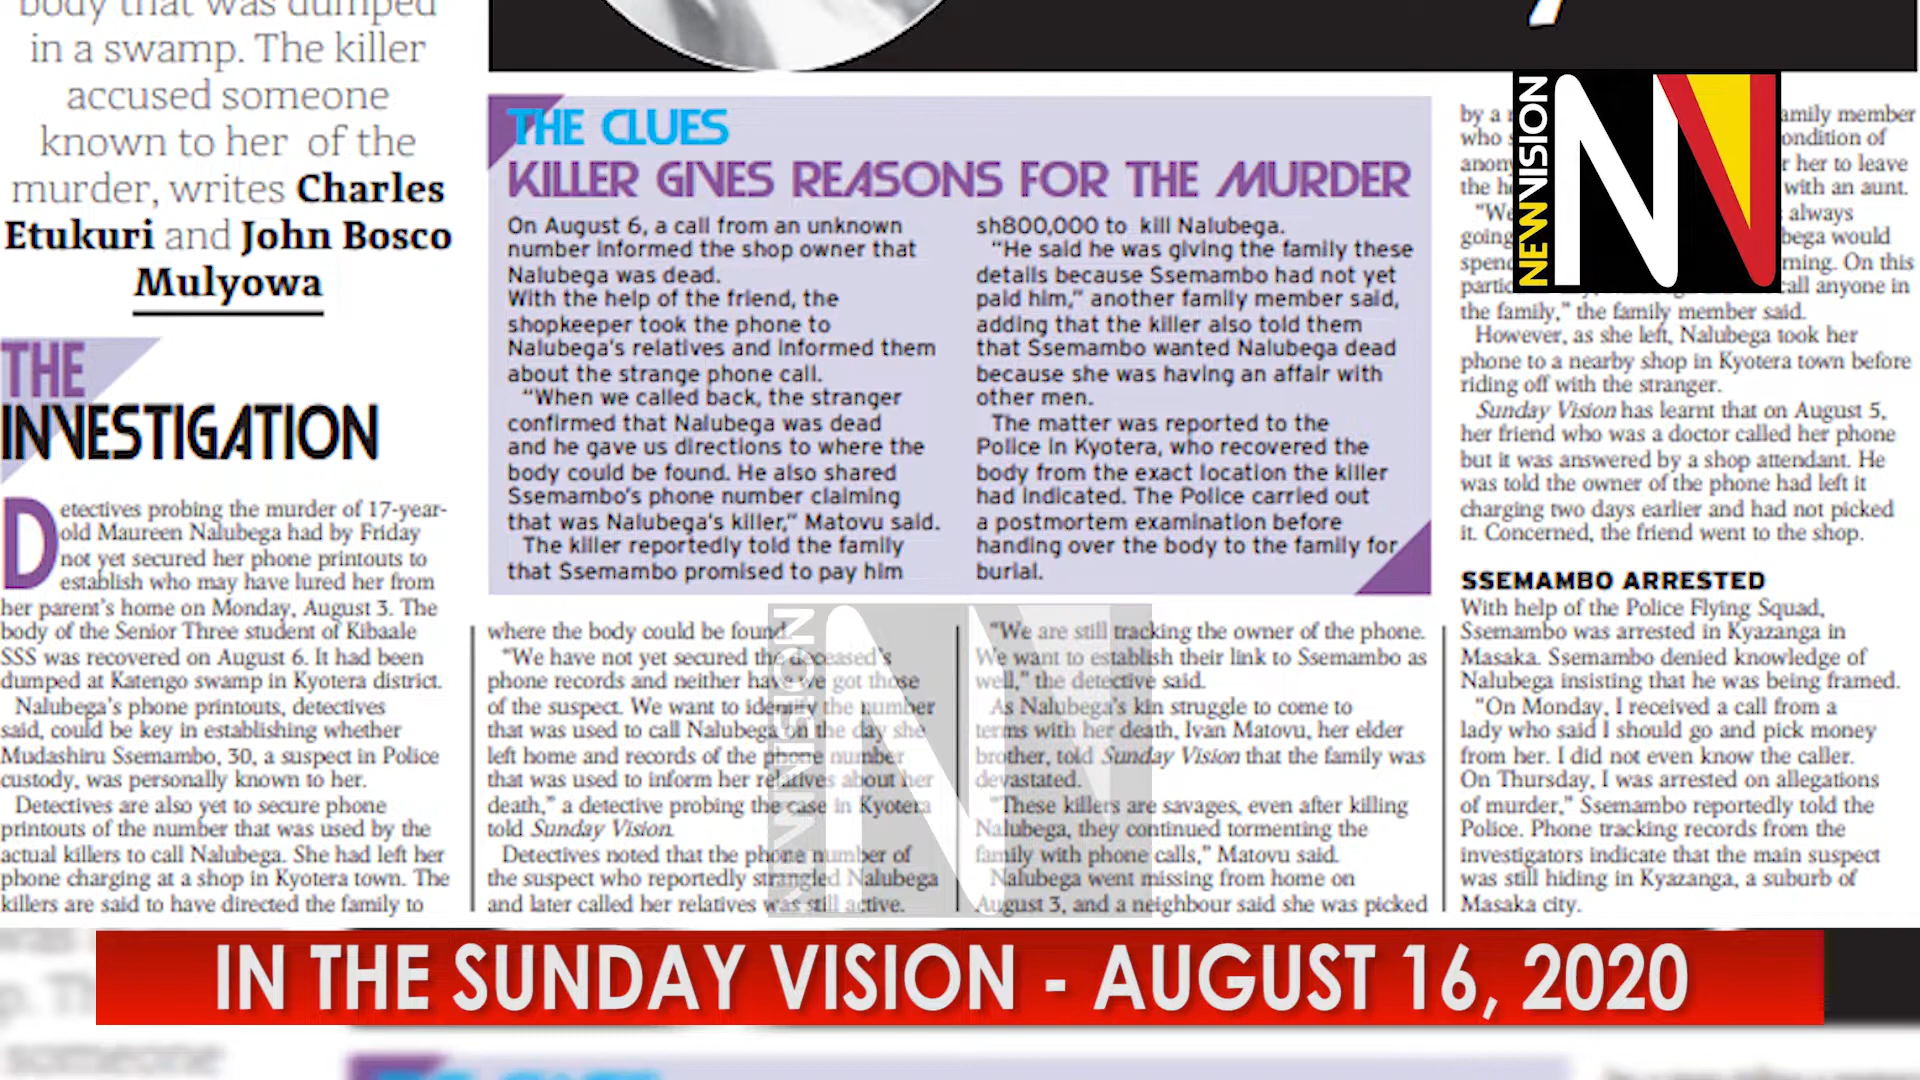 body that was dumped
in a swamp. The killer
accused someone
known to her of the
murder, writes Charles
Etukuri and John Bosco
Mulyowa
THE
INVESTIGATION
Detectives probing the murder of 17-year-
old Maureen Nalubega had by Friday
not yet secured her phone printouts to
establish who may have lured her from
her parent's home on Monday, August 3. The
body of the Senior Three student of Kibaale
SSS was recovered on August 6. It had been
dumped at Katengo swamp in Kyotera district.
Nalubega's phone printouts, detectives
said, could be key in establishing whether
Mudashiru Ssemambo, 30, a suspect in Police
custody, was personally known to her.
Detectives are also yet to secure phone
printouts of the number that was used by the
actual killers to call Nalubega. She had left her
phone charging at a shop in Kyotera town. The
killers are said to have directed the family to
THE CLUES
KILLER GIVES REASONS FOR THE MURDER
On August 6, a call from an unknown
number informed the shop owner that
Nalubega was dead.
With the help of the friend, the
shopkeeper took the phone to
Nalubega's relatives and informed them
about the strange phone call.
"When we called back, the stranger
confirmed that Nalubega was dead
and he gave us directions to where the
body could be found. He also shared
Ssemambo's phone number claiming
that was Nalubega's killer," Matovu said.
The killer reportedly told the family
that Ssemambo promised to pay him
sh800,000 to kill Nalubega.
"He said he was giving the family these
details because Ssemambo had not yet
paid him," another family member said,
adding that the killer also told them
that Ssemambo wanted Nalubega dead
because she was having an affair with
other men.
The matter was reported to the
Police in Kyotera, who recovered the
body from the exact location the killer
had indicated. The Police carried out
a postmortem examination before
handing over the body to the family for
burial.
where the body could be found.
"We have not yet secured the deceased's
phone records and neither have we got those
of the suspect. We want to identify the number
that was used to call Nalubega on the day she
left home and records of the phone number
that was used to inform her relatives about her
death," a detective probing the case in Kyotera
told Sunday Vision.
Detectives noted that the phone number of
the suspect who reportedly strangled Nalubega
and later called her relatives was still active.
"We are still tracking the owner of the phone.
We want to establish their link to Ssemambo as
well," the detective said.
As Nalubega's kin struggle to come to
terms with her death, Ivan Matovu, her elder
brother, told Sunday Vision that the family was
devastated.
"These killers are savages, even after killing
Nalubega, they continued tormenting the
family with phone calls," Matovu said.
Nalubega went missing from home on
August 3, and a neighbour said she was picked
by a family member
who condition of
her to leave
the with an aunt.
"We always
going would
On this
call anyone in
the family," the family member said.
However, as she left, Nalubega took her
phone to a nearby shop in Kyotera town before
riding off with the stranger.
Sunday Vision has learnt that on August 5,
her friend who was a doctor called her phone
but it was answered by a shop attendant. He
was told the owner of the phone had left it
charging two days earlier and had not picked
it. Concerned, the friend went to the shop.
SSEMAMBO ARRESTED
With help of the Police Flying Squad,
Ssemambo was arrested in Kyazanga in
Masaka. Ssemambo denied knowledge of
Nalubega insisting that he was being framed.
"On Monday, I received a call from a
lady who said I should go and pick money
from her. I did not even know the caller.
On Thursday, I was arrested on allegations
of murder," Ssemambo reportedly told the
Police. Phone tracking records from the
investigators indicate that the main suspect
was still hiding in Kyazanga, a suburb of
Masaka city.
NEW VISION
NEW VISION
IN THE SUNDAY VISION - AUGUST 16, 2020
someone